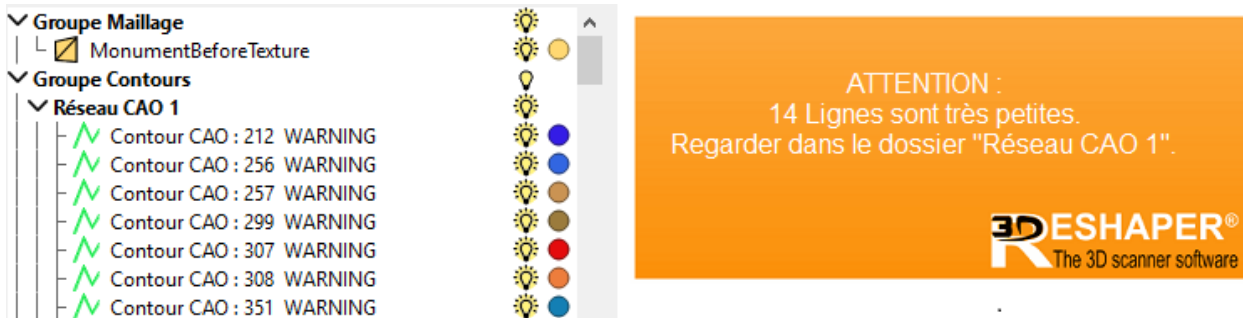 Groupe Maillage
MonumentBeforeTexture
Groupe Contours
Réseau CAO 1
Contour CAO : 212 WARNING
Contour CAO : 256 WARNING
Contour CAO : 257 WARNING
Contour CAO : 299 WARNING
Contour CAO : 307 WARNING
Contour CAO : 308 WARNING
Contour CAO : 351 WARNING
ATTENTION :
14 Lignes sont très petites.
Regarder dans le dossier "Réseau CAO 1".
3DRESHAPER®
The 3D scanner software
.